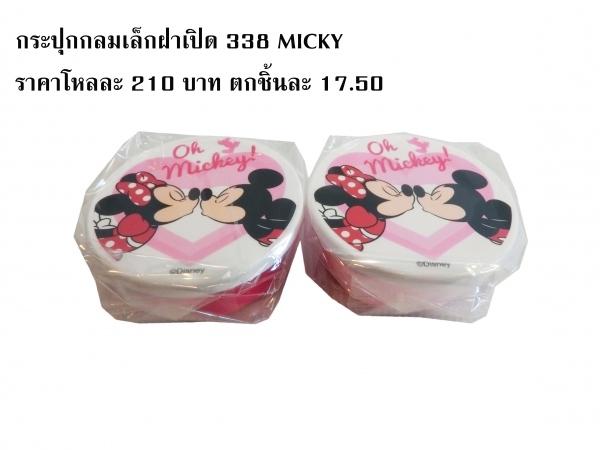 กระปุกกลมเล็กฝาเปิด 338 MICKY
ราคาโหลละ 210 บาท ตกชิ้นละ 17.50
Oh
Mickey!
©Disney
Oh
Mickey!
©Disney